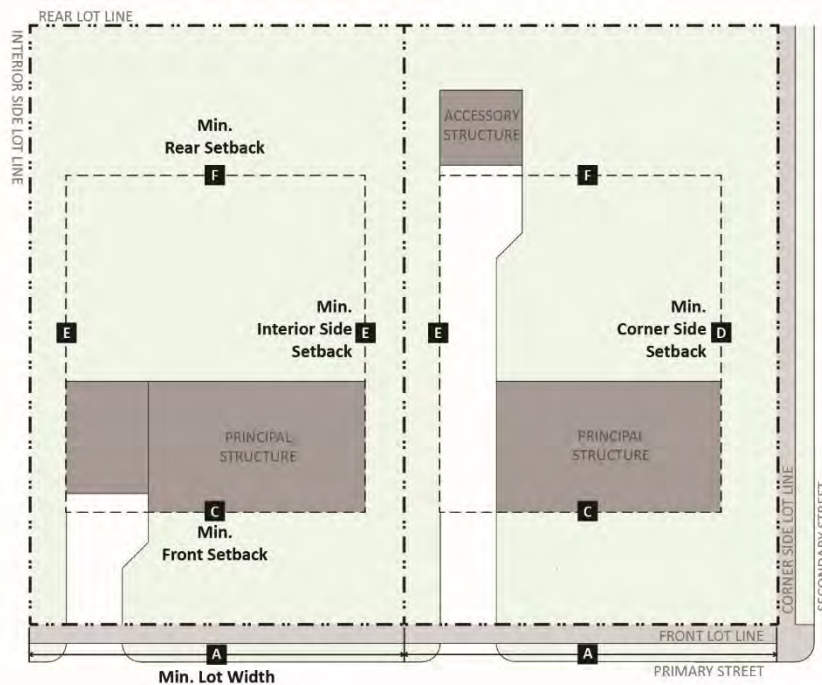 REAR LOT LINE
INTERIOR SIDE LOT LINE
ACCESSORY
STRUCTURE
Min.
Rear Setback
F
F
Min.
Interior Side
Setback
Min.
Corner Side
Setback
E
E
E
D
PRINCIPAL
STRUCTURE
PRINCIPAL
STRUCTURE
C
C
Min.
Front Setback
CORNER SIDE LOT LINE
SECONDARY STREET
FRONT LOT LINE
A
A
Min. Lot Width
PRIMARY STREET